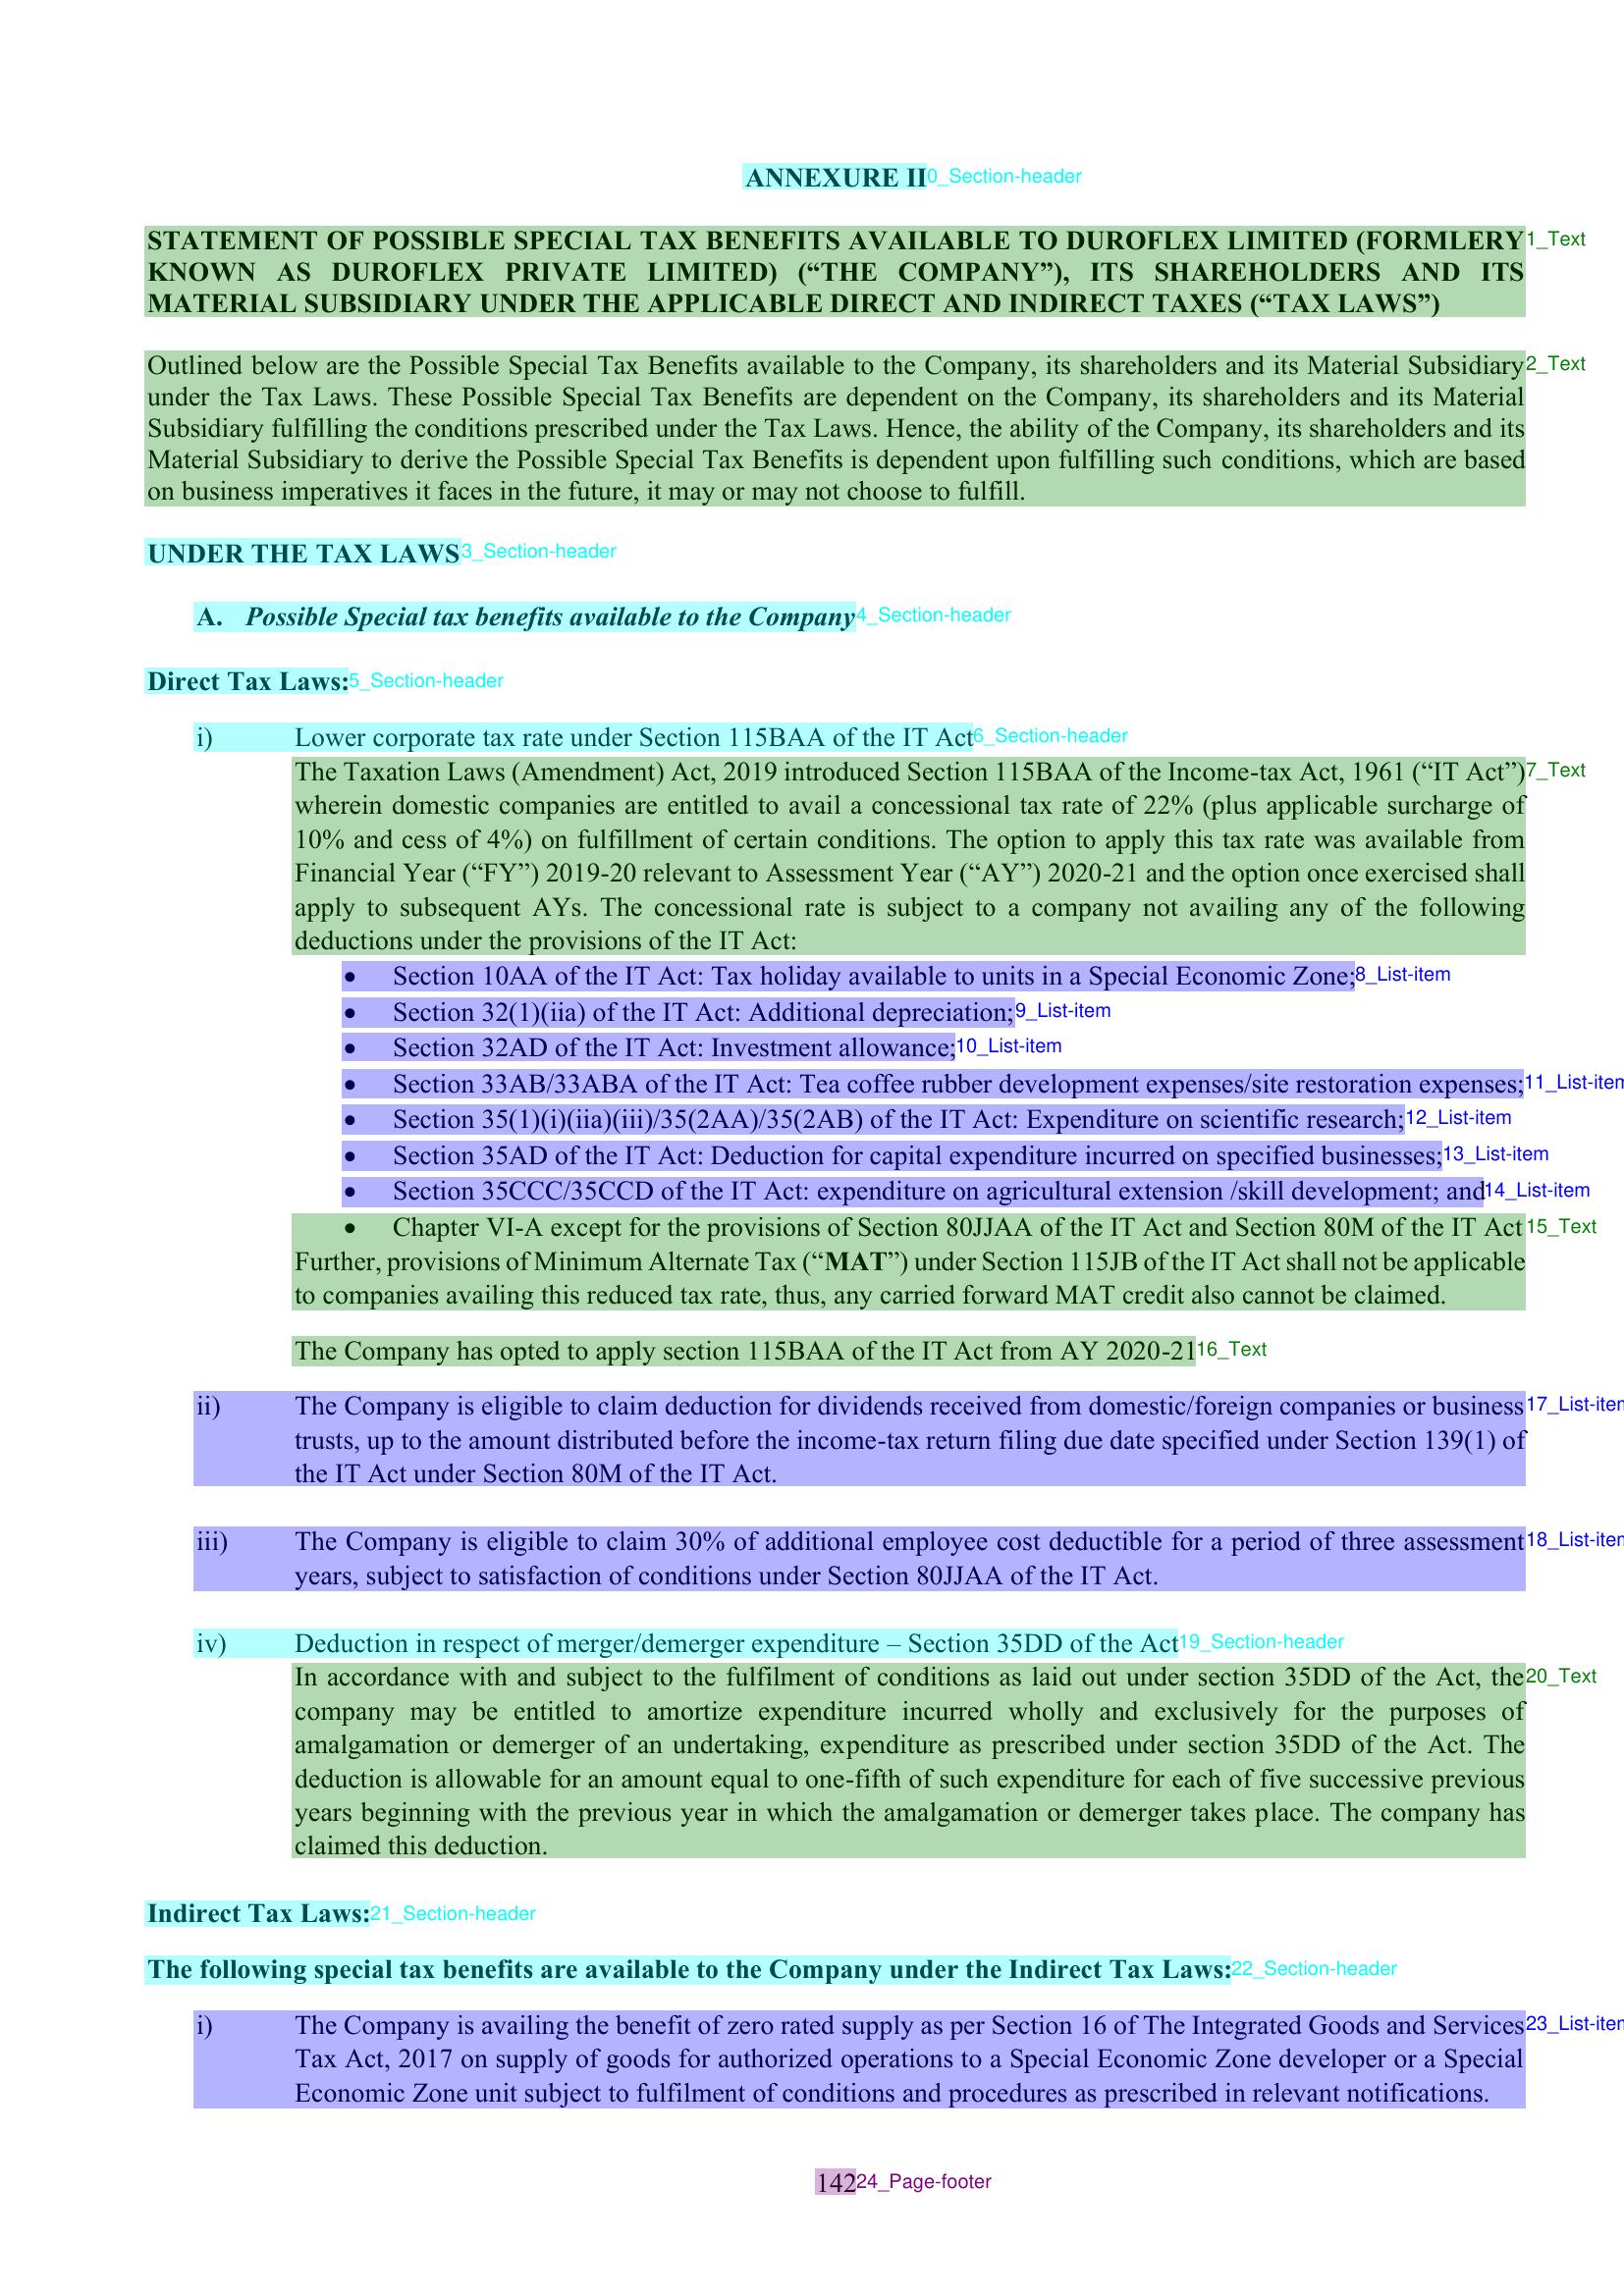 ANNEXURE II0_Section-header
STATEMENT OF POSSIBLE SPECIAL TAX BENEFITS AVAILABLE TO DUROFLEX LIMITED (FORMLERY1_Text
KNOWN AS DUROFLEX PRIVATE LIMITED) (“THE COMPANY”), ITS SHAREHOLDERS AND ITS
MATERIAL SUBSIDIARY UNDER THE APPLICABLE DIRECT AND INDIRECT TAXES (“TAX LAWS”)
Outlined below are the Possible Special Tax Benefits available to the Company, its shareholders and its Material Subsidiary2_Text
under the Tax Laws. These Possible Special Tax Benefits are dependent on the Company, its shareholders and its Material
Subsidiary fulfilling the conditions prescribed under the Tax Laws. Hence, the ability of the Company, its shareholders and its
Material Subsidiary to derive the Possible Special Tax Benefits is dependent upon fulfilling such conditions, which are based
on business imperatives it faces in the future, it may or may not choose to fulfill.
UNDER THE TAX LAWS3_Section-header
A. Possible Special tax benefits available to the Company4_Section-header
Direct Tax Laws:5_Section-header
i) Lower corporate tax rate under Section 115BAA of the IT Act6_Section-header
The Taxation Laws (Amendment) Act, 2019 introduced Section 115BAA of the Income-tax Act, 1961 (“IT Act”)7_Text
wherein domestic companies are entitled to avail a concessional tax rate of 22% (plus applicable surcharge of
10% and cess of 4%) on fulfillment of certain conditions. The option to apply this tax rate was available from
Financial Year (“FY”) 2019-20 relevant to Assessment Year (“AY”) 2020-21 and the option once exercised shall
apply to subsequent AYs. The concessional rate is subject to a company not availing any of the following
deductions under the provisions of the IT Act:
• Section 10AA of the IT Act: Tax holiday available to units in a Special Economic Zone;8_List-item
• Section 32(1)(iia) of the IT Act: Additional depreciation;9_List-item
• Section 32AD of the IT Act: Investment allowance;10_List-item
• Section 33AB/33ABA of the IT Act: Tea coffee rubber development expenses/site restoration expenses;11_List-item
• Section 35(1)(i)(iia)(iii)/35(2AA)/35(2AB) of the IT Act: Expenditure on scientific research;12_List-item
• Section 35AD of the IT Act: Deduction for capital expenditure incurred on specified businesses;13_List-item
• Section 35CCC/35CCD of the IT Act: expenditure on agricultural extension /skill development; and14_List-item
• Chapter VI-A except for the provisions of Section 80JJAA of the IT Act and Section 80M of the IT Act15_Text
Further, provisions of Minimum Alternate Tax (“MAT”) under Section 115JB of the IT Act shall not be applicable
to companies availing this reduced tax rate, thus, any carried forward MAT credit also cannot be claimed.
The Company has opted to apply section 115BAA of the IT Act from AY 2020-2116_Text
ii) The Company is eligible to claim deduction for dividends received from domestic/foreign companies or business17_List-item
trusts, up to the amount distributed before the income-tax return filing due date specified under Section 139(1) of
the IT Act under Section 80M of the IT Act.
iii) The Company is eligible to claim 30% of additional employee cost deductible for a period of three assessment18_List-item
years, subject to satisfaction of conditions under Section 80JJAA of the IT Act.
iv) Deduction in respect of merger/demerger expenditure – Section 35DD of the Act19_Section-header
In accordance with and subject to the fulfilment of conditions as laid out under section 35DD of the Act, the20_Text
company may be entitled to amortize expenditure incurred wholly and exclusively for the purposes of
amalgamation or demerger of an undertaking, expenditure as prescribed under section 35DD of the Act. The
deduction is allowable for an amount equal to one-fifth of such expenditure for each of five successive previous
years beginning with the previous year in which the amalgamation or demerger takes place. The company has
claimed this deduction.
Indirect Tax Laws:21_Section-header
The following special tax benefits are available to the Company under the Indirect Tax Laws:22_Section-header
i) The Company is availing the benefit of zero rated supply as per Section 16 of The Integrated Goods and Services23_List-item
Tax Act, 2017 on supply of goods for authorized operations to a Special Economic Zone developer or a Special
Economic Zone unit subject to fulfilment of conditions and procedures as prescribed in relevant notifications.
14224_Page-footer